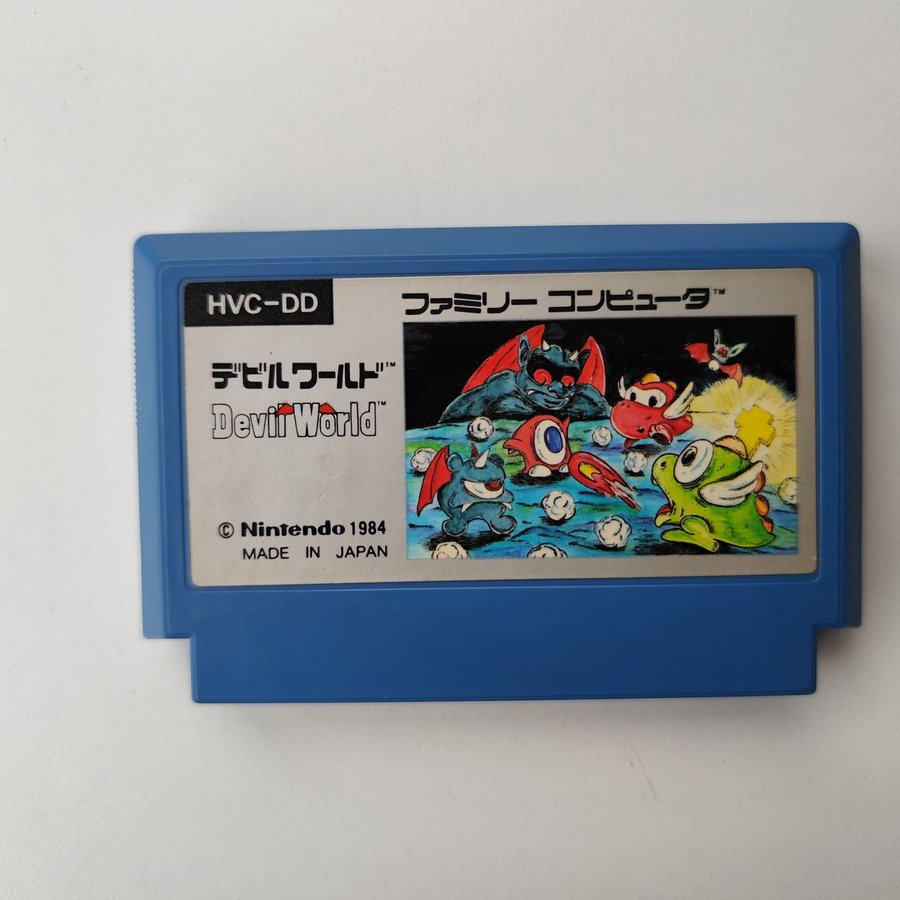 HVC-DD
ファミリー コンピュータ™
デビルワールド™
Devil World™
© Nintendo 1984
MADE IN JAPAN